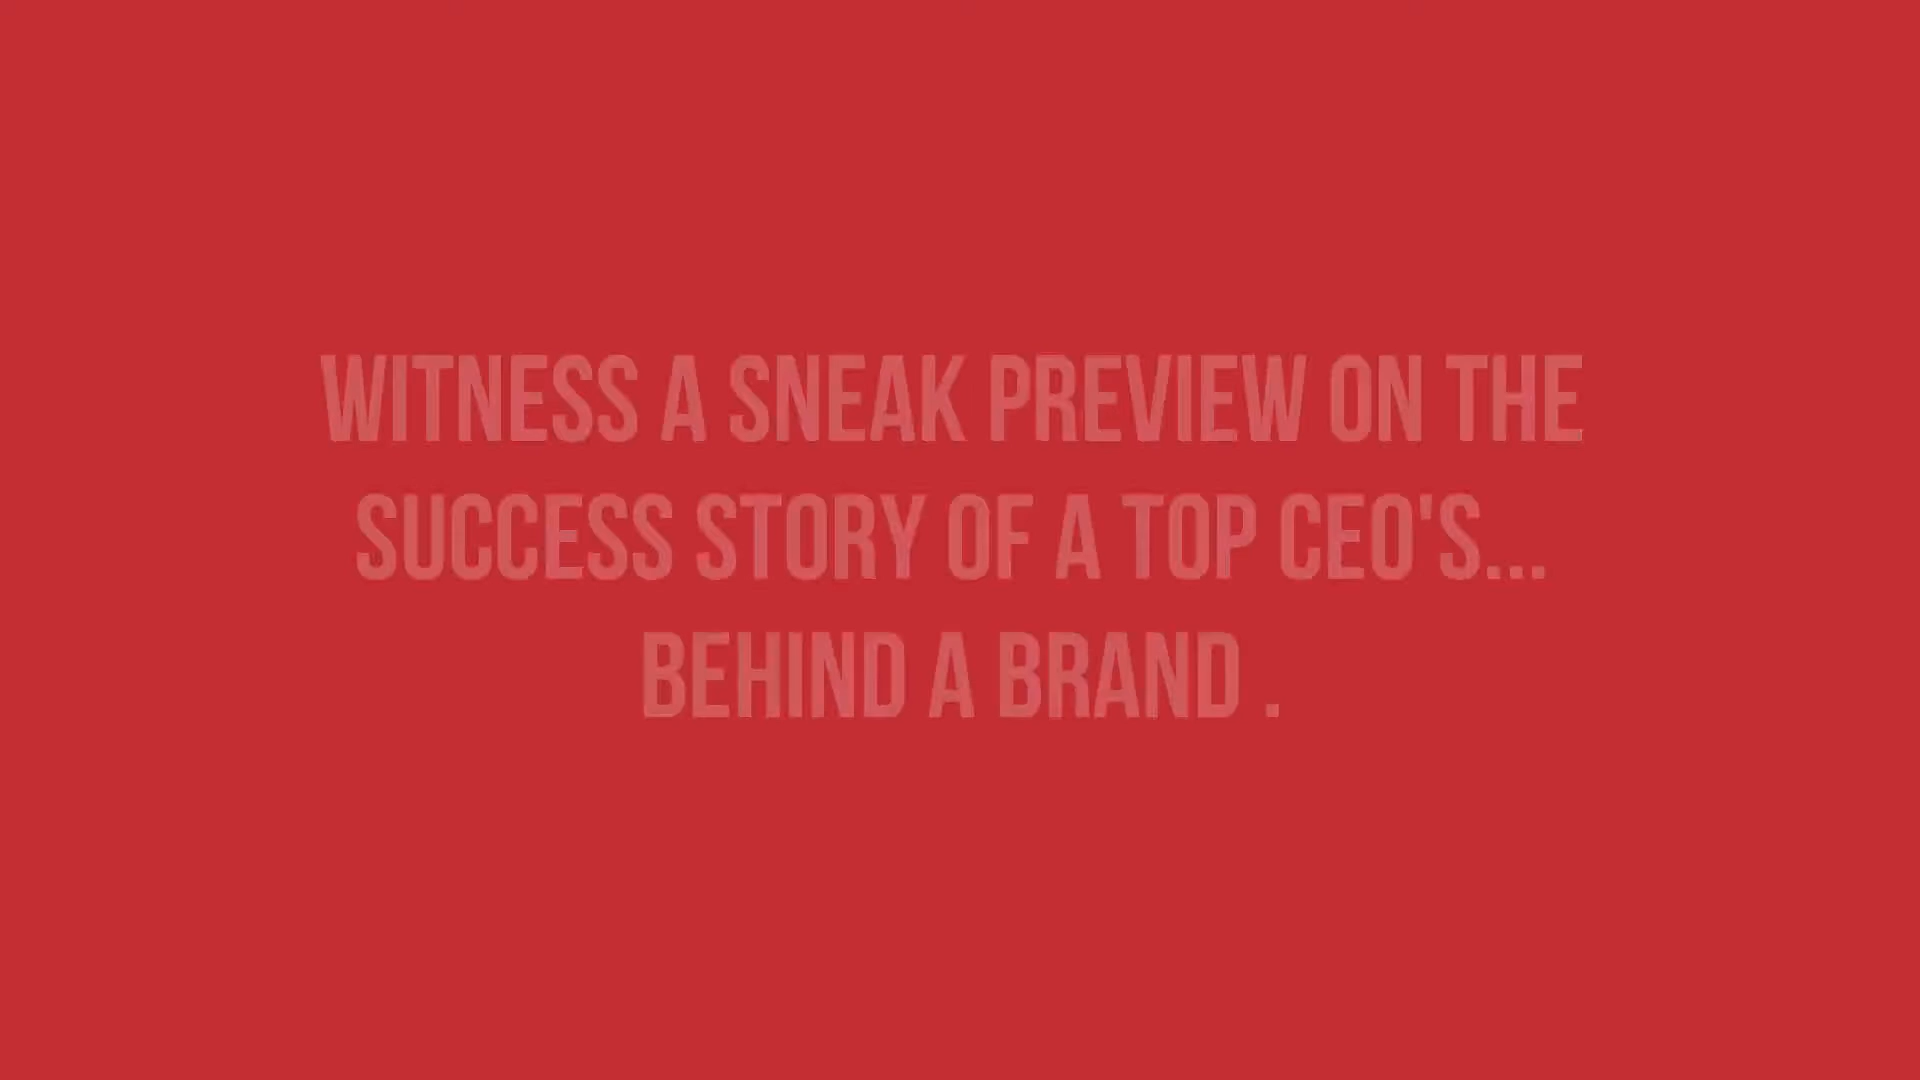 WITNESS A SNEAK PREVIEW ON THE
SUCCESS STORY OF A TOP CEO'S...
BEHIND A BRAND .